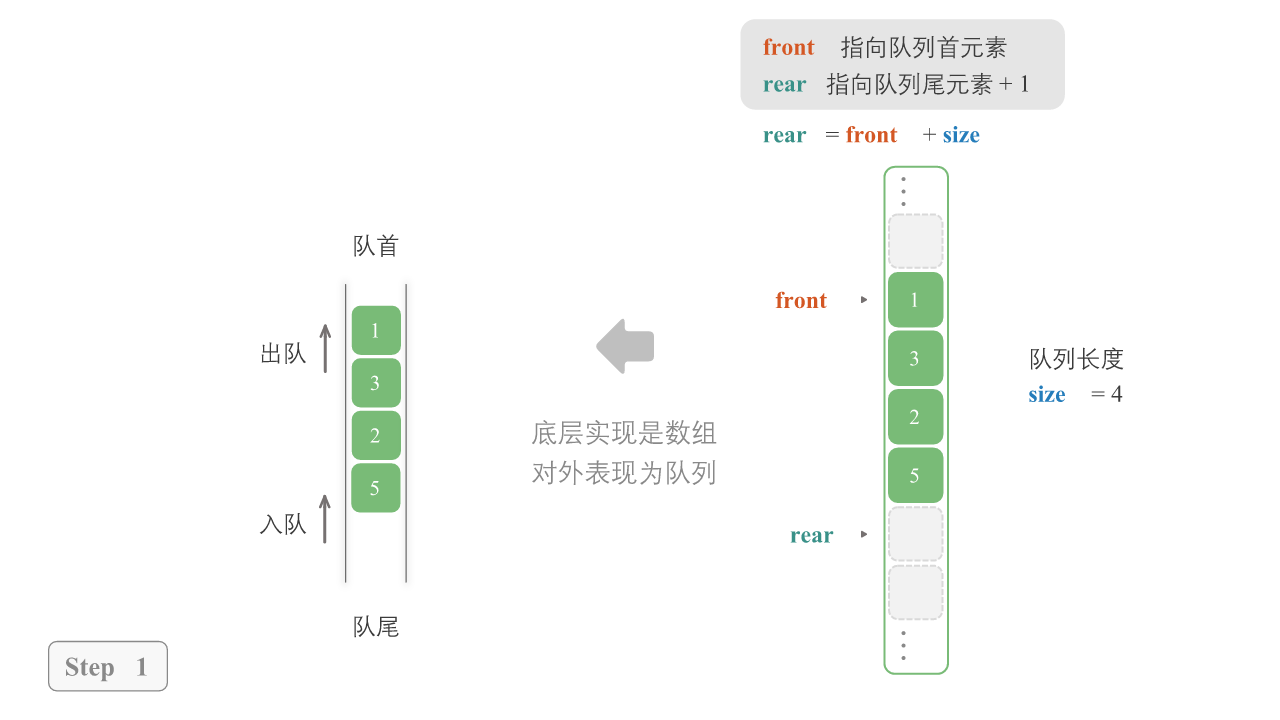 front 指向队列首元素
rear 指向队列尾元素 + 1
rear = front + size
队首
出队
1
3
2
5
入队
队尾
底层实现是数组
对外表现为队列
front
1
3
2
5
rear
队列长度
size = 4
Step 1